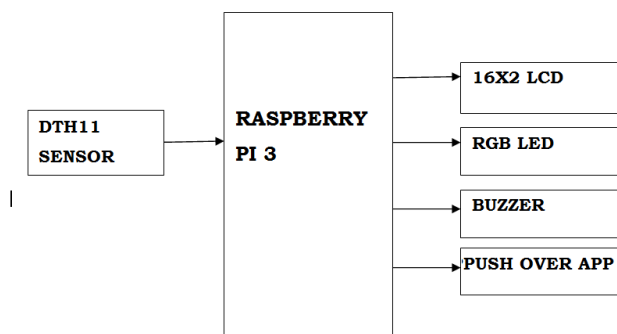 DTH11
SENSOR
RASPBERRY
PI 3
16X2 LCD
RGB LED
BUZZER
PUSH OVER APP